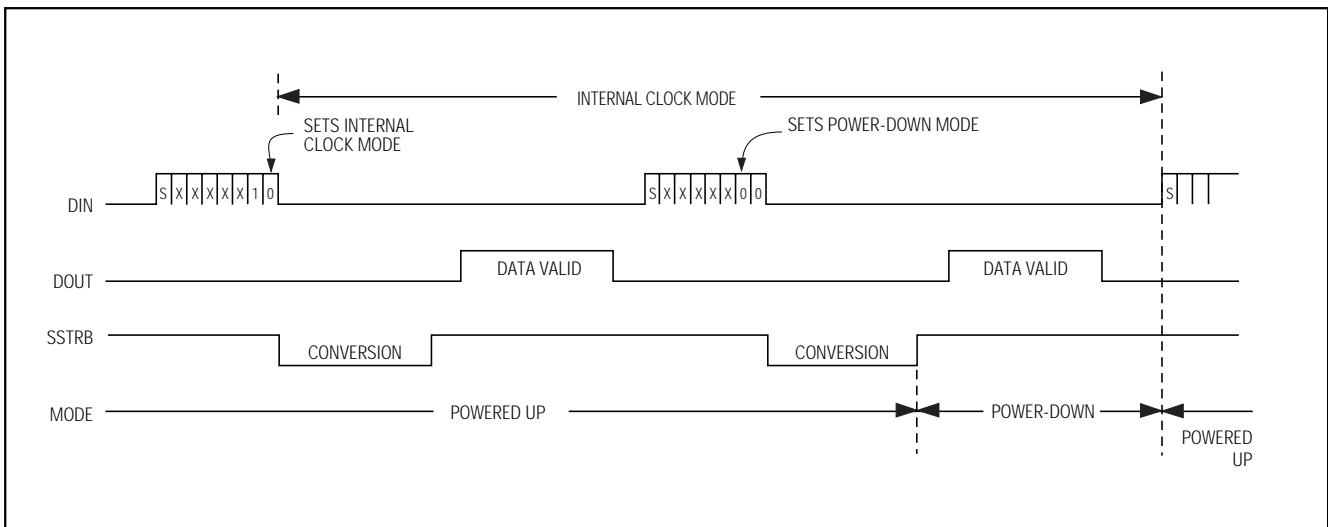 INTERNAL CLOCK MODE
SETS INTERNAL
CLOCK MODE
SETS POWER-DOWN MODE
DIN
S X X X X X 1 0
S X X X X X 0 0
S
DOUT
DATA VALID
DATA VALID
SSTRB
CONVERSION
CONVERSION
MODE
POWERED UP
POWER-DOWN
POWERED
UP